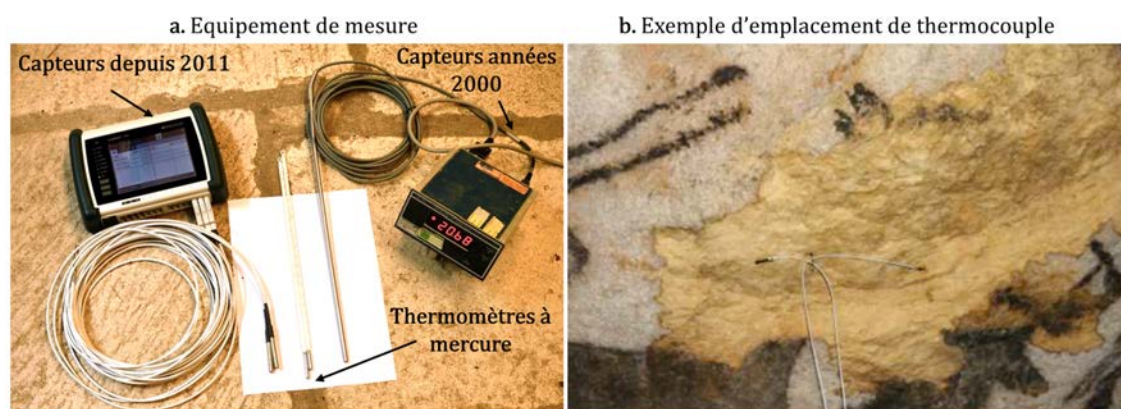 a. Equipement de mesure
b. Exemple d'emplacement de thermocouple
Capteurs depuis 2011
Capteurs années
2000
Thermomètres à
mercure